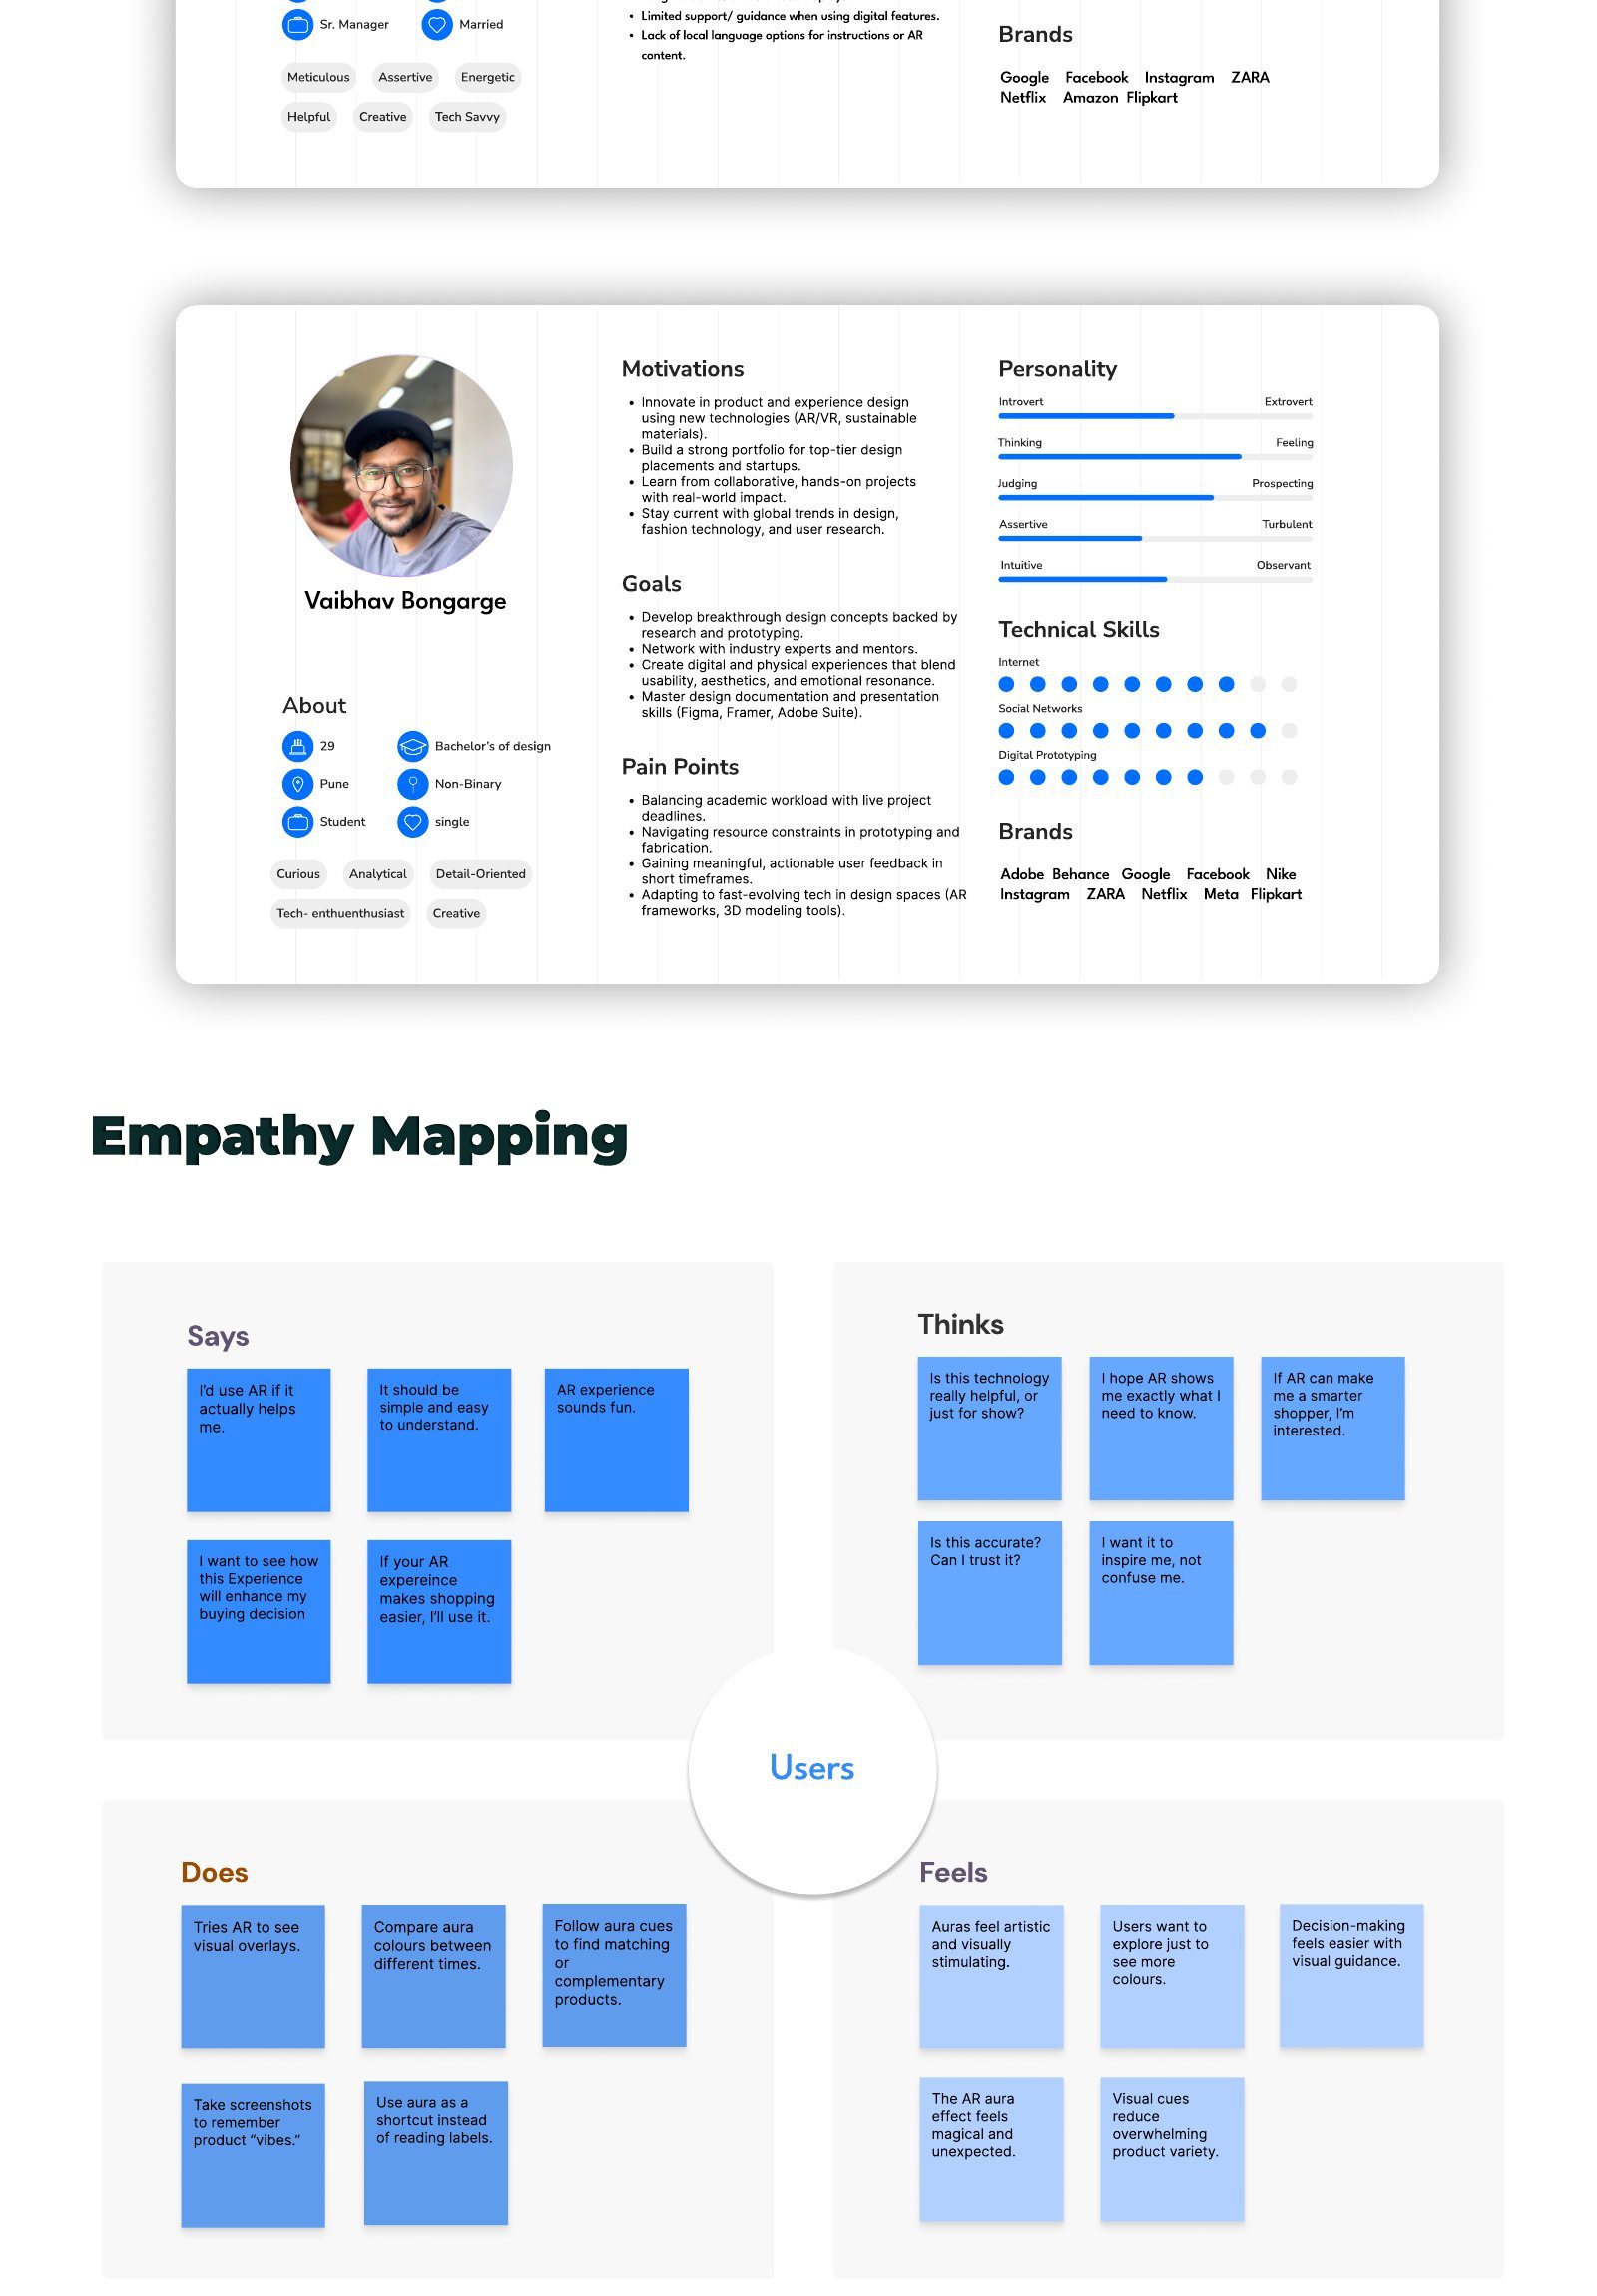 Sr. Manager
Married
Meticulous
Assertive
Energetic
Helpful
Creative
Tech Savvy
• Limited support/ guidance when using digital features.
• Lack of local language options for instructions or AR
content.
Brands
Google Facebook Instagram ZARA
Netflix Amazon Flipkart
Vaibhav Bongarge
About
29
Bachelor's of design
Pune
Non-Binary
Student
single
Curious
Analytical
Detail-Oriented
Tech- enthuenthusiast
Creative
Motivations
• Innovate in product and experience design
using new technologies (AR/VR, sustainable
materials).
• Build a strong portfolio for top-tier design
placements and startups.
• Learn from collaborative, hands-on projects
with real-world impact.
• Stay current with global trends in design,
fashion technology, and user research.
Goals
• Develop breakthrough design concepts backed by
research and prototyping.
• Network with industry experts and mentors.
• Create digital and physical experiences that blend
usability, aesthetics, and emotional resonance.
• Master design documentation and presentation
skills (Figma, Framer, Adobe Suite).
Pain Points
• Balancing academic workload with live project
deadlines.
• Navigating resource constraints in prototyping and
fabrication.
• Gaining meaningful, actionable user feedback in
short timeframes.
• Adapting to fast-evolving tech in design spaces (AR
frameworks, 3D modeling tools).
Personality
Introvert Extrovert
Thinking Feeling
Judging Prospecting
Assertive Turbulent
Intuitive Observant
Technical Skills
Internet
Social Networks
Digital Prototyping
Brands
Adobe Behance Google Facebook Nike
Instagram ZARA Netflix Meta Flipkart
Empathy Mapping
Says
I'd use AR if it
actually helps
me.
It should be
simple and easy
to understand.
AR experience
sounds fun.
I want to see how
this Experience
will enhance my
buying decision
If your AR
expereince
makes shopping
easier, I'll use it.
Thinks
Is this technology
really helpful, or
just for show?
I hope AR shows
me exactly what I
need to know.
If AR can make
me a smarter
shopper, I'm
interested.
Is this accurate?
Can I trust it?
I want it to
inspire me, not
confuse me.
Users
Does
Tries AR to see
visual overlays.
Compare aura
colours between
different times.
Follow aura cues
to find matching
or
complementary
products.
Take screenshots
to remember
product “vibes.”
Use aura as a
shortcut instead
of reading labels.
Feels
Auras feel artistic
and visually
stimulating.
Users want to
explore just to
see more
colours.
Decision-making
feels easier with
visual guidance.
The AR aura
effect feels
magical and
unexpected.
Visual cues
reduce
overwhelming
product variety.